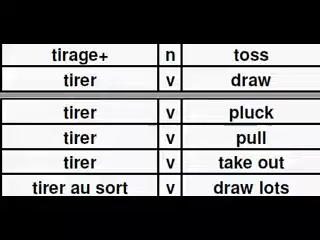 tirage+ n toss
tirer v draw
tirer v pluck
tirer v pull
tirer v take out
tirer au sort v draw lots